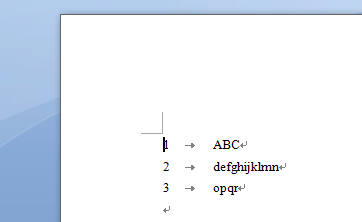 1 → ABC↵
2 → defghijklmn↵
3 → opqr↵
↵